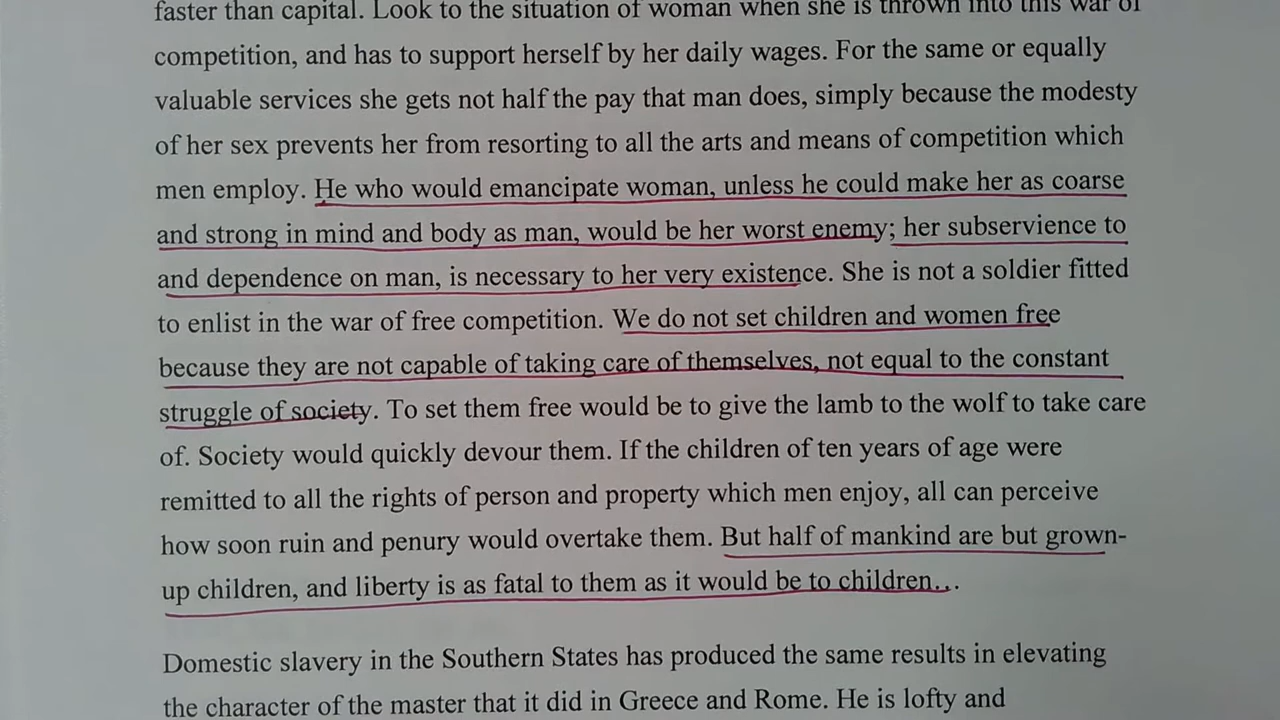 faster than capital. Look to the situation of woman when she is thrown into this war of
competition, and has to support herself by her daily wages. For the same or equally
valuable services she gets not half the pay that man does, simply because the modesty
of her sex prevents her from resorting to all the arts and means of competition which
men employ. He who would emancipate woman, unless he could make her as coarse
and strong in mind and body as man, would be her worst enemy; her subservience to
and dependence on man, is necessary to her very existence. She is not a soldier fitted
to enlist in the war of free competition. We do not set children and women free
because they are not capable of taking care of themselves, not equal to the constant
struggle of society. To set them free would be to give the lamb to the wolf to take care
of. Society would quickly devour them. If the children of ten years of age were
remitted to all the rights of person and property which men enjoy, all can perceive
how soon ruin and penury would overtake them. But half of mankind are but grown-
up children, and liberty is as fatal to them as it would be to children...
Domestic slavery in the Southern States has produced the same results in elevating
the character of the master that it did in Greece and Rome. He is lofty and